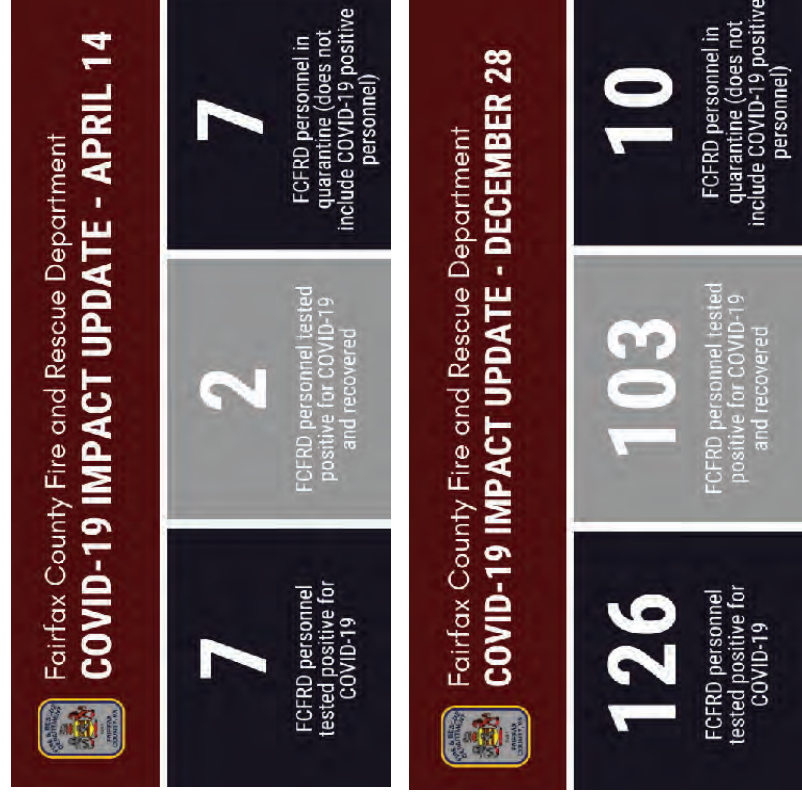 Fairfax County Fire and Rescue Department
COVID-19 IMPACT UPDATE - APRIL 14
7
FCFRD personnel
tested positive for
COVID-19
2
FCFRD personnel tested
positive for COVID-19
and recovered
7
FCFRD personnel in
quarantine (does not
include COVID-19 positive
personnel)
Fairfax County Fire and Rescue Department
COVID-19 IMPACT UPDATE - DECEMBER 28
126
FCFRD personnel
tested positive for
COVID-19
103
FCFRD personnel tested
positive for COVID-19
and recovered
10
FCFRD personnel in
quarantine (does not
include COVID-19 positive
personnel)